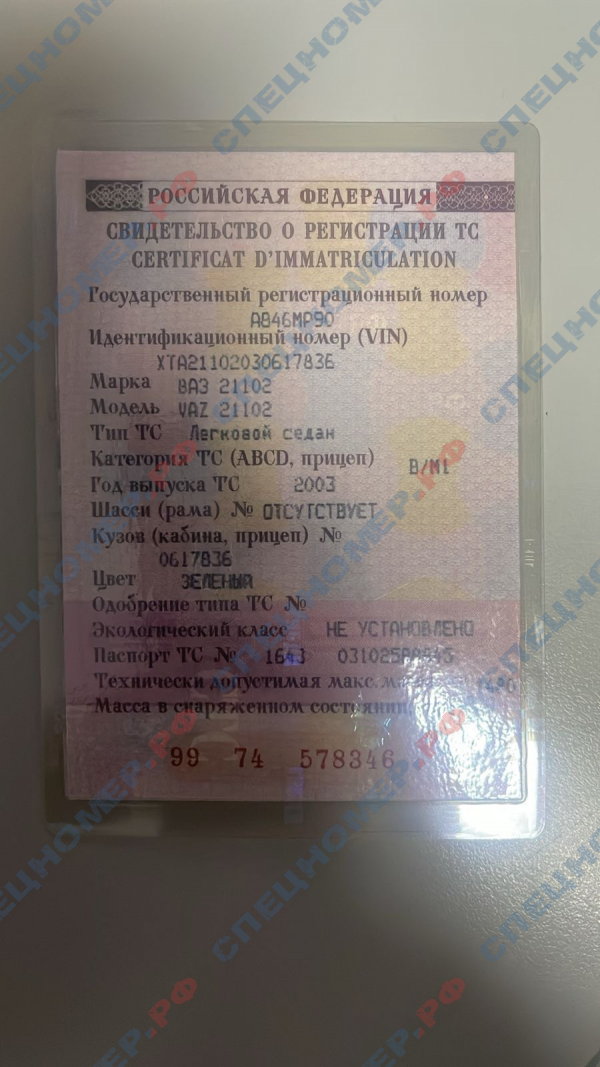 РОССИЙСКАЯ ФЕДЕРАЦИЯ
СВИДЕТЕЛЬСТВО О РЕГИСТРАЦИИ ТС
CERTIFICAT D'IMMATRICULATION
Государственный регистрационный номер
А846МР90
Идентификационный номер (VIN)
XTA21102030617836
Марка ВАЗ 21102
Модель VAZ 21102
Тип ТС Легковой седан
Категория ТС (ABCD, прицеп) B/M1
Год выпуска ТС 2003
Шасси (рама) № ОТСУТСТВУЕТ
Кузов (кабина, прицеп) №
0617836
Цвет ЗЕЛЕНЫЙ
Одобрение типа ТС №
Экологический класс НЕ УСТАНОВЛЕНО
Паспорт ТС № 1643
Технически допустимая макс.
Масса в снаряженном состоянии
99 74 578346
СПЕЦНОМЕР.РФ